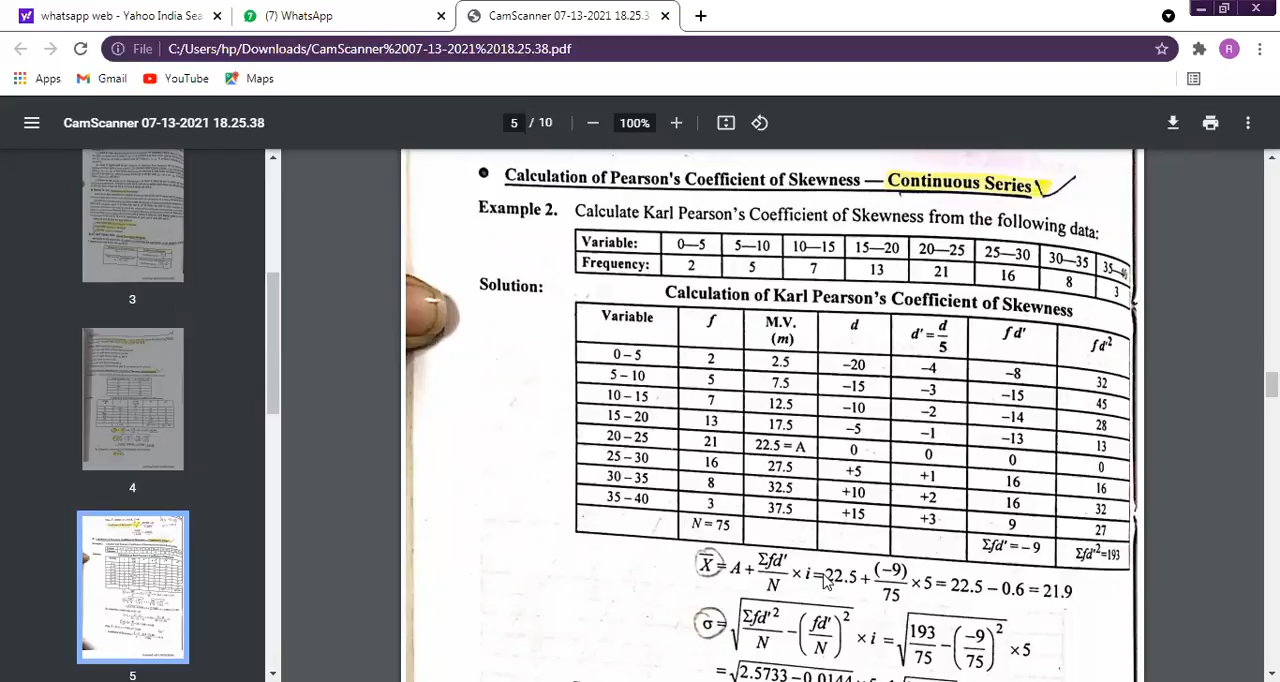 whatsapp web - Yahoo India Sea
(7) WhatsApp
CamScanner 07-13-2021 18.25.3
File C:/Users/hp/Downloads/CamScanner%2007-13-2021%2018.25.38.pdf
R
Apps Gmail YouTube Maps
CamScanner 07-13-2021 18.25.38
5 / 10
100%
3
4
5
Calculation of Pearson's Coefficient of Skewness — Continuous Series
Example 2. Calculate Karl Pearson's Coefficient of Skewness from the following data:
Variable: 0—5 5—10 10—15 15—20 20—25 25—30 30—35 35—40
Frequency: 2 5 7 13 21 16 8 3
Solution: Calculation of Karl Pearson's Coefficient of Skewness
Variable f M.V. (m) d d' = d/5 f d' f d'²
0 – 5 2 2.5 –20 –4 –8 32
5 – 10 5 7.5 –15 –3 –15 45
10 – 15 7 12.5 –10 –2 –14 28
15 – 20 13 17.5 –5 –1 –13 13
20 – 25 21 22.5 = A 0 0 0 0
25 – 30 16 27.5 +5 +1 16 16
30 – 35 8 32.5 +10 +2 16 32
35 – 40 3 37.5 +15 +3 9 27
N = 75 Σfd' = – 9 Σfd'²=193
X̄ = A + Σfd'/N × i = 22.5 + (–9)/75 × 5 = 22.5 – 0.6 = 21.9
σ = √(Σfd'²/N – (fd'/N)²) × i = √(193/75 – (–9/75)²) × 5
= √2.5733–0.0144